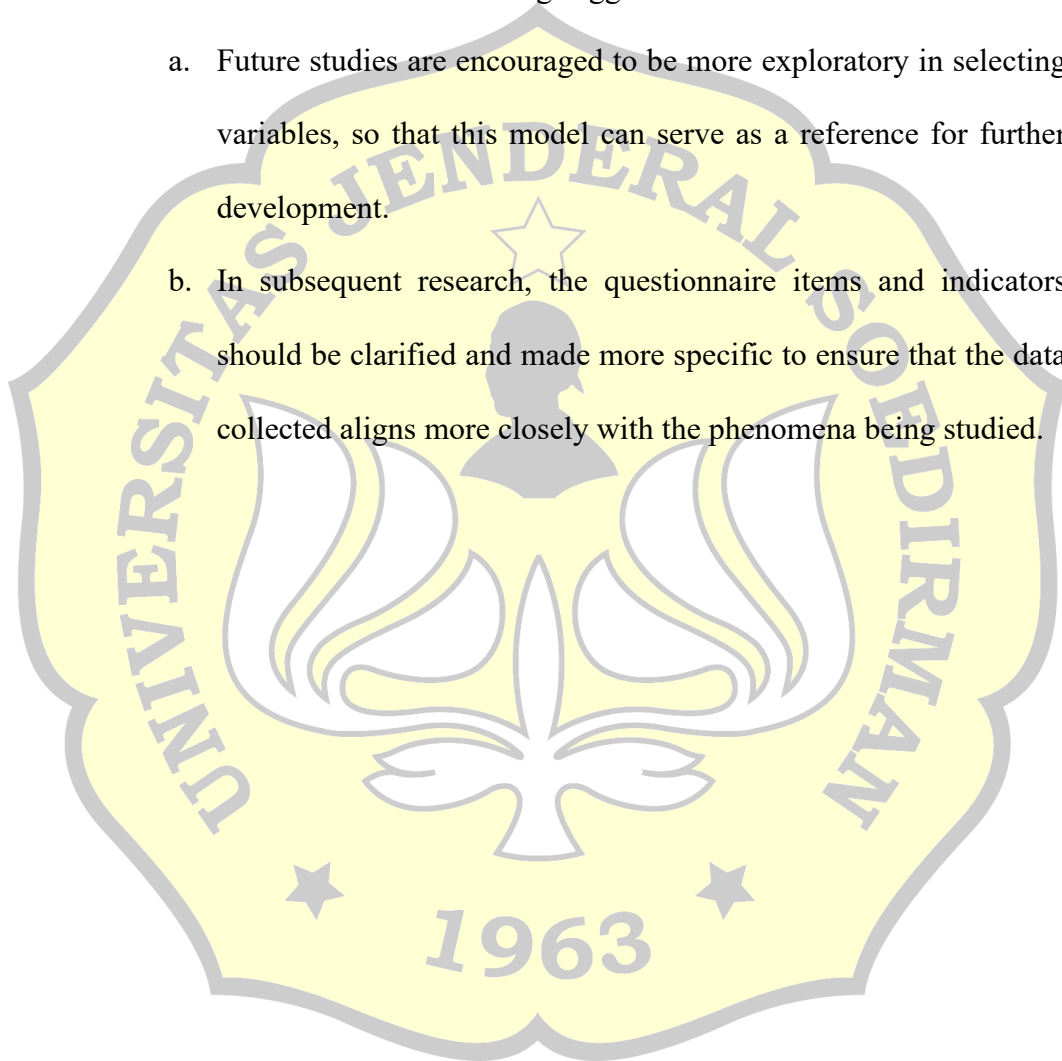 a. Future studies are encouraged to be more exploratory in selecting
variables, so that this model can serve as a reference for further
development.
b. In subsequent research, the questionnaire items and indicators
should be clarified and made more specific to ensure that the data
collected aligns more closely with the phenomena being studied.
UNIVERSITAS JENDERAL SOEDIRMAN
1963